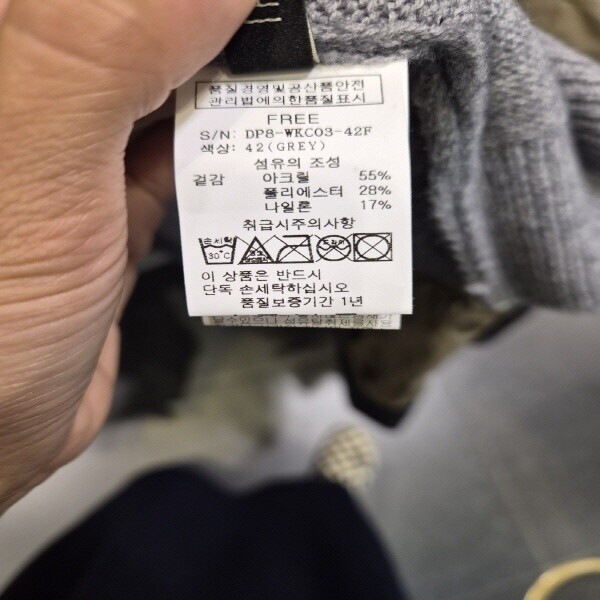 품질경영및공산품안전
관리법에의한품질표시
FREE
S/N: DP8-WKC03-42F
색상: 42(GREY)
섬유의 조성
겉감 아크릴 55%
폴리에스터 28%
나일론 17%
취급시주의사항
손세탁
30℃
이 상품은 반드시
단독 손세탁하십시오
품질보증기간 1년